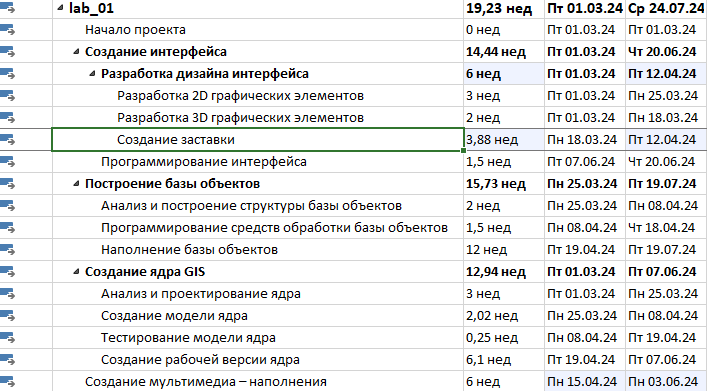 lab_01 19,23 нед Пт 01.03.24 Ср 24.07.24
Начало проекта 0 нед Пт 01.03.24 Пт 01.03.24
Создание интерфейса 14,44 нед Пт 01.03.24 Чт 20.06.24
Разработка дизайна интерфейса 6 нед Пт 01.03.24 Пт 12.04.24
Разработка 2D графических элементов 3 нед Пт 01.03.24 Пн 25.03.24
Разработка 3D графических элементов 2 нед Пт 01.03.24 Пн 18.03.24
Создание заставки 3,88 нед Пн 18.03.24 Пт 12.04.24
Программирование интерфейса 1,5 нед Пт 07.06.24 Чт 20.06.24
Построение базы объектов 15,73 нед Пн 25.03.24 Пт 19.07.24
Анализ и построение структуры базы объектов 2 нед Пн 25.03.24 Пн 08.04.24
Программирование средств обработки базы объектов 1,5 нед Пн 08.04.24 Чт 18.04.24
Наполнение базы объектов 12 нед Пт 19.04.24 Пт 19.07.24
Создание ядра GIS 12,94 нед Пт 01.03.24 Пт 07.06.24
Анализ и проектирование ядра 3 нед Пт 01.03.24 Пн 25.03.24
Создание модели ядра 2,02 нед Пн 25.03.24 Пн 08.04.24
Тестирование модели ядра 0,25 нед Пн 08.04.24 Пт 19.04.24
Создание рабочей версии ядра 6,1 нед Пт 19.04.24 Пт 07.06.24
Создание мультимедиа – наполнения 6 нед Пн 15.04.24 Пн 03.06.24